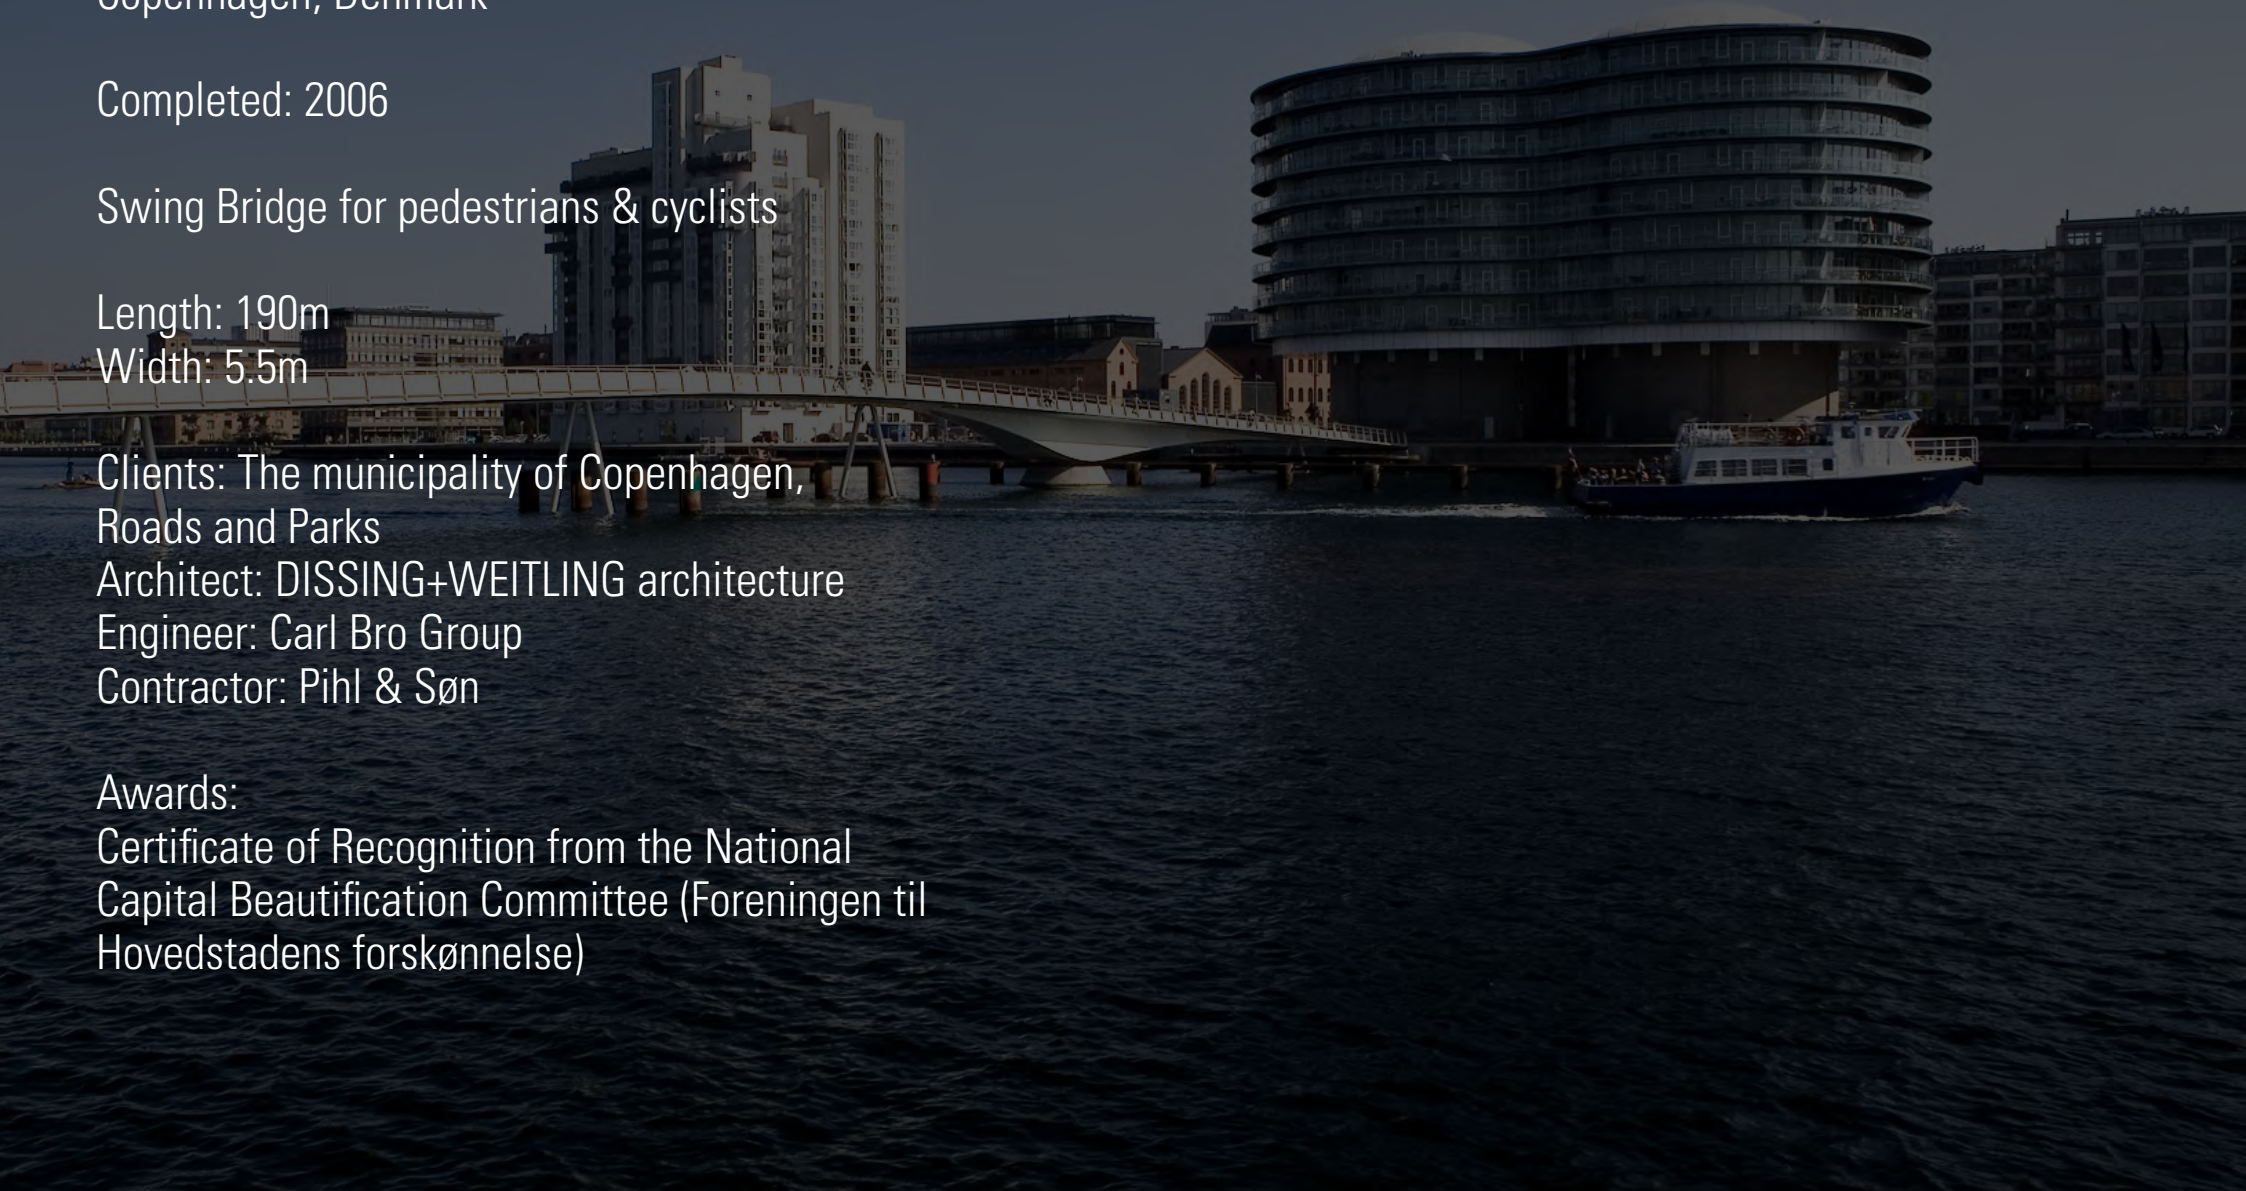 Copenhagen, Denmark
Completed: 2006
Swing Bridge for pedestrians & cyclists
Length: 190m
Width: 5.5m
Clients: The municipality of Copenhagen,
Roads and Parks
Architect: DISSING+WEITLING architecture
Engineer: Carl Bro Group
Contractor: Pihl & Søn
Awards:
Certificate of Recognition from the National
Capital Beautification Committee (Foreningen til
Hovedstadens forskønnelse)